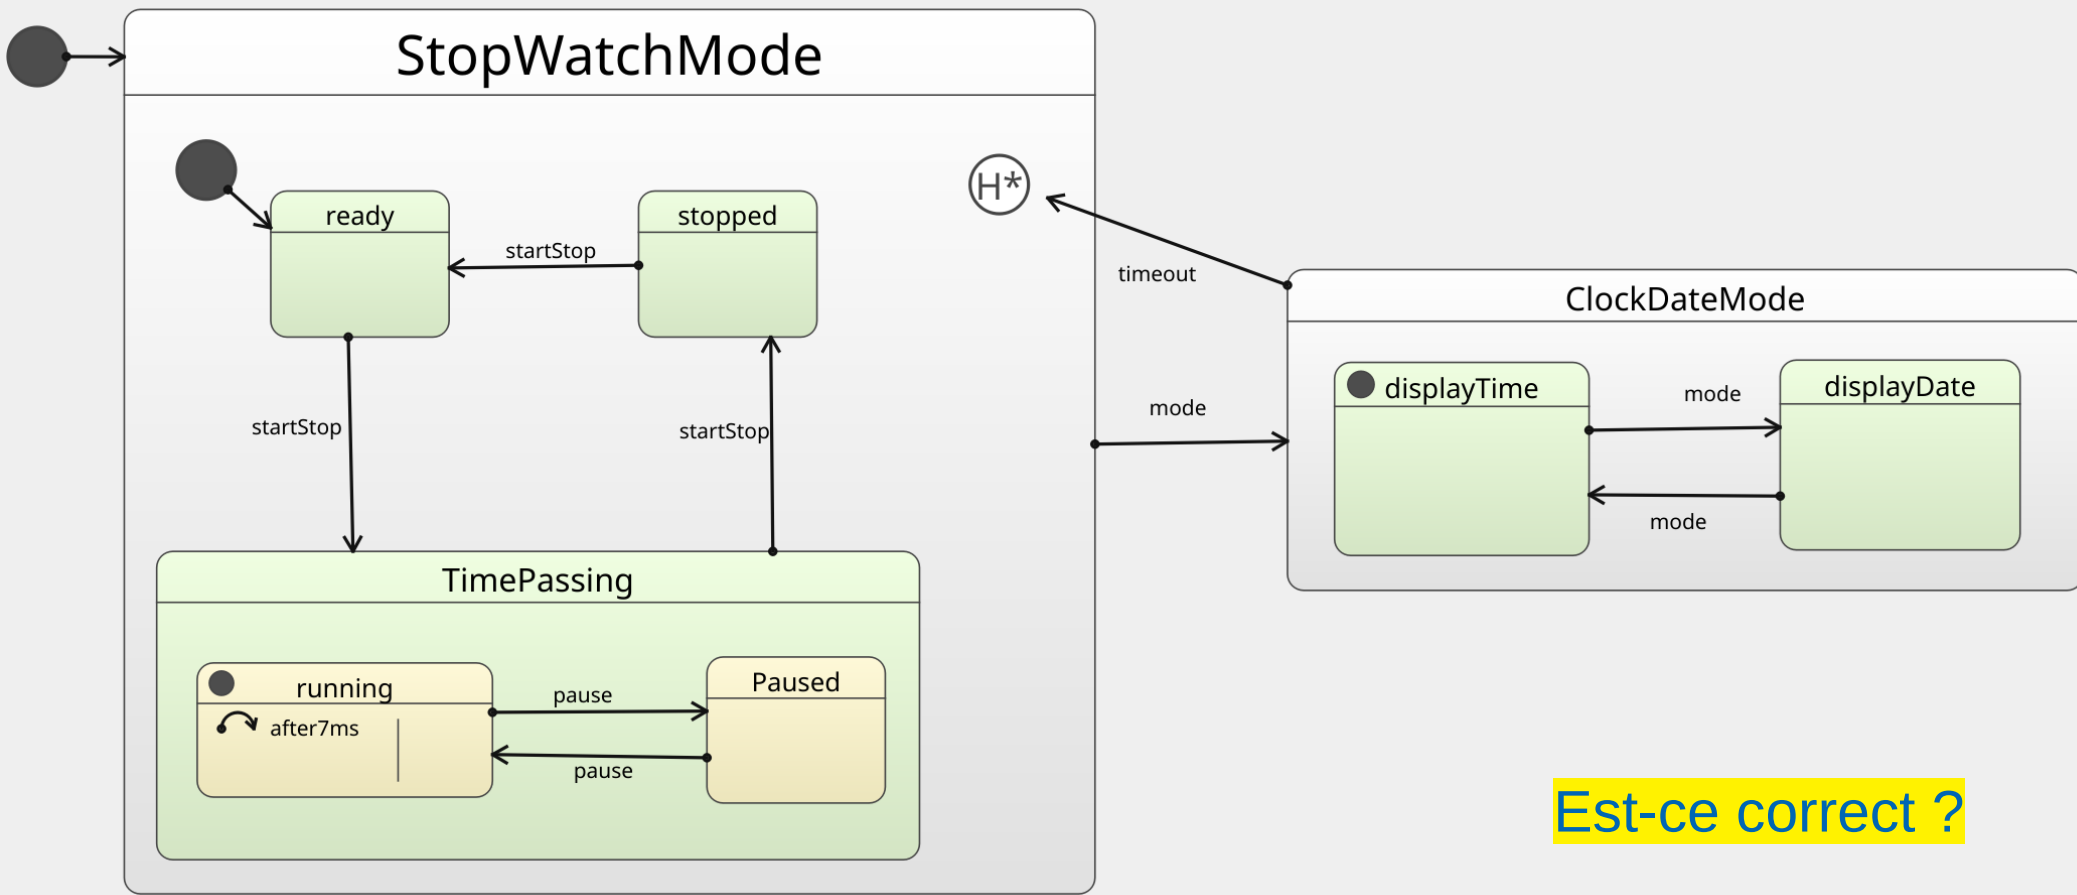 StopWatchMode
H*
ready
stopped
startStop
timeout
ClockDateMode
displayTime
mode
displayDate
mode
mode
startStop
startStop
TimePassing
running
after7ms
pause
pause
Paused
Est-ce correct ?